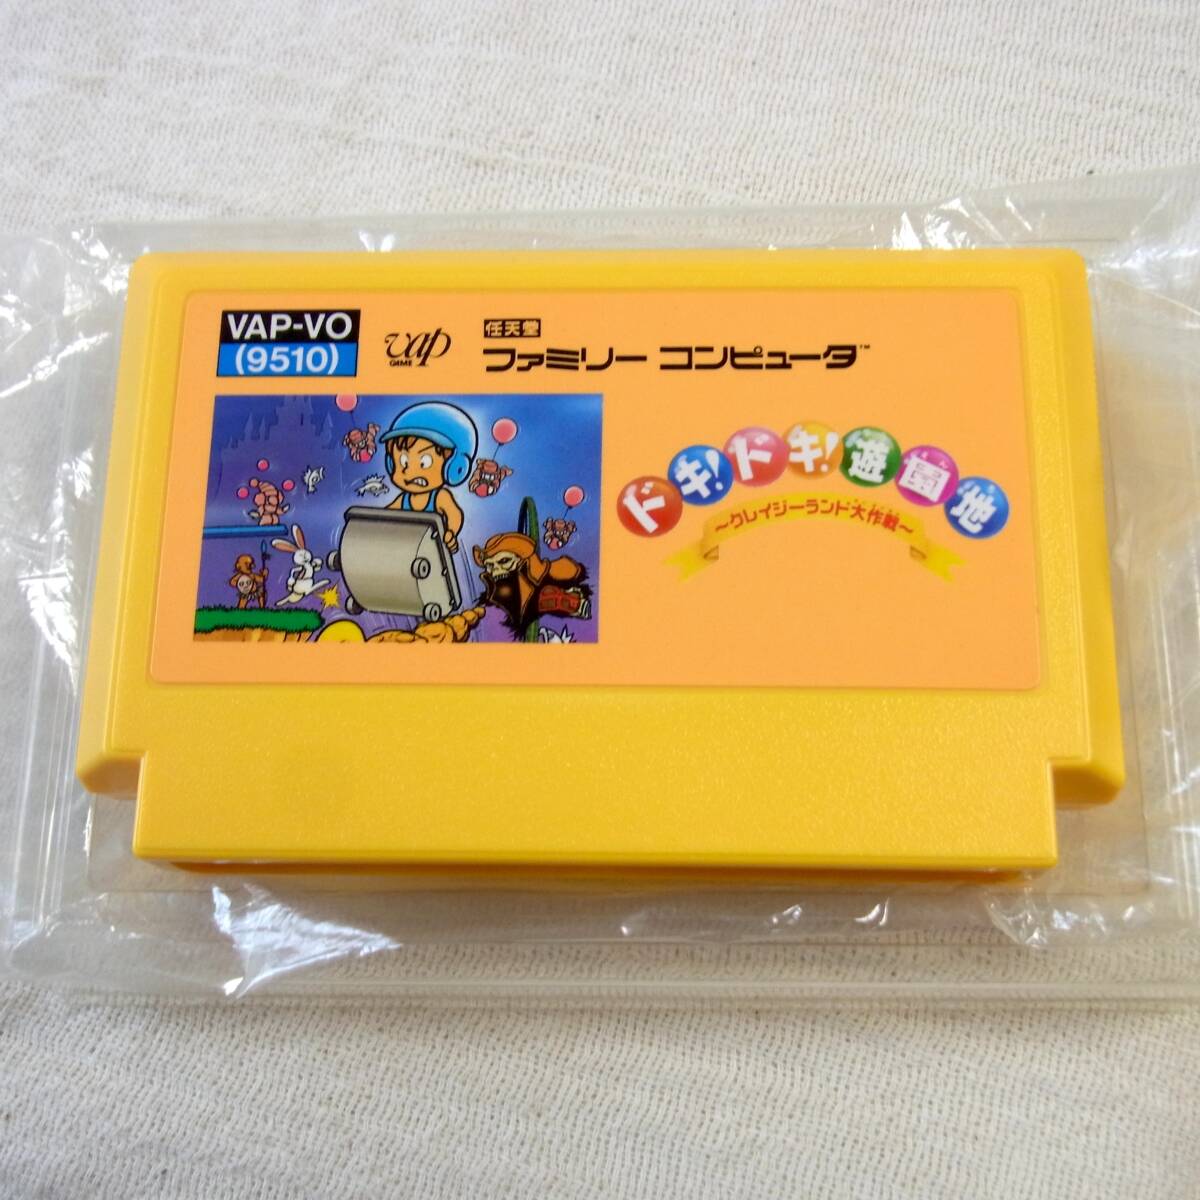 VAP-VO
(9510)
vap
GAME
任天堂
ファミリー コンピュータ™
ドキ!ドキ!遊園地
～クレイジーランド大作戦～